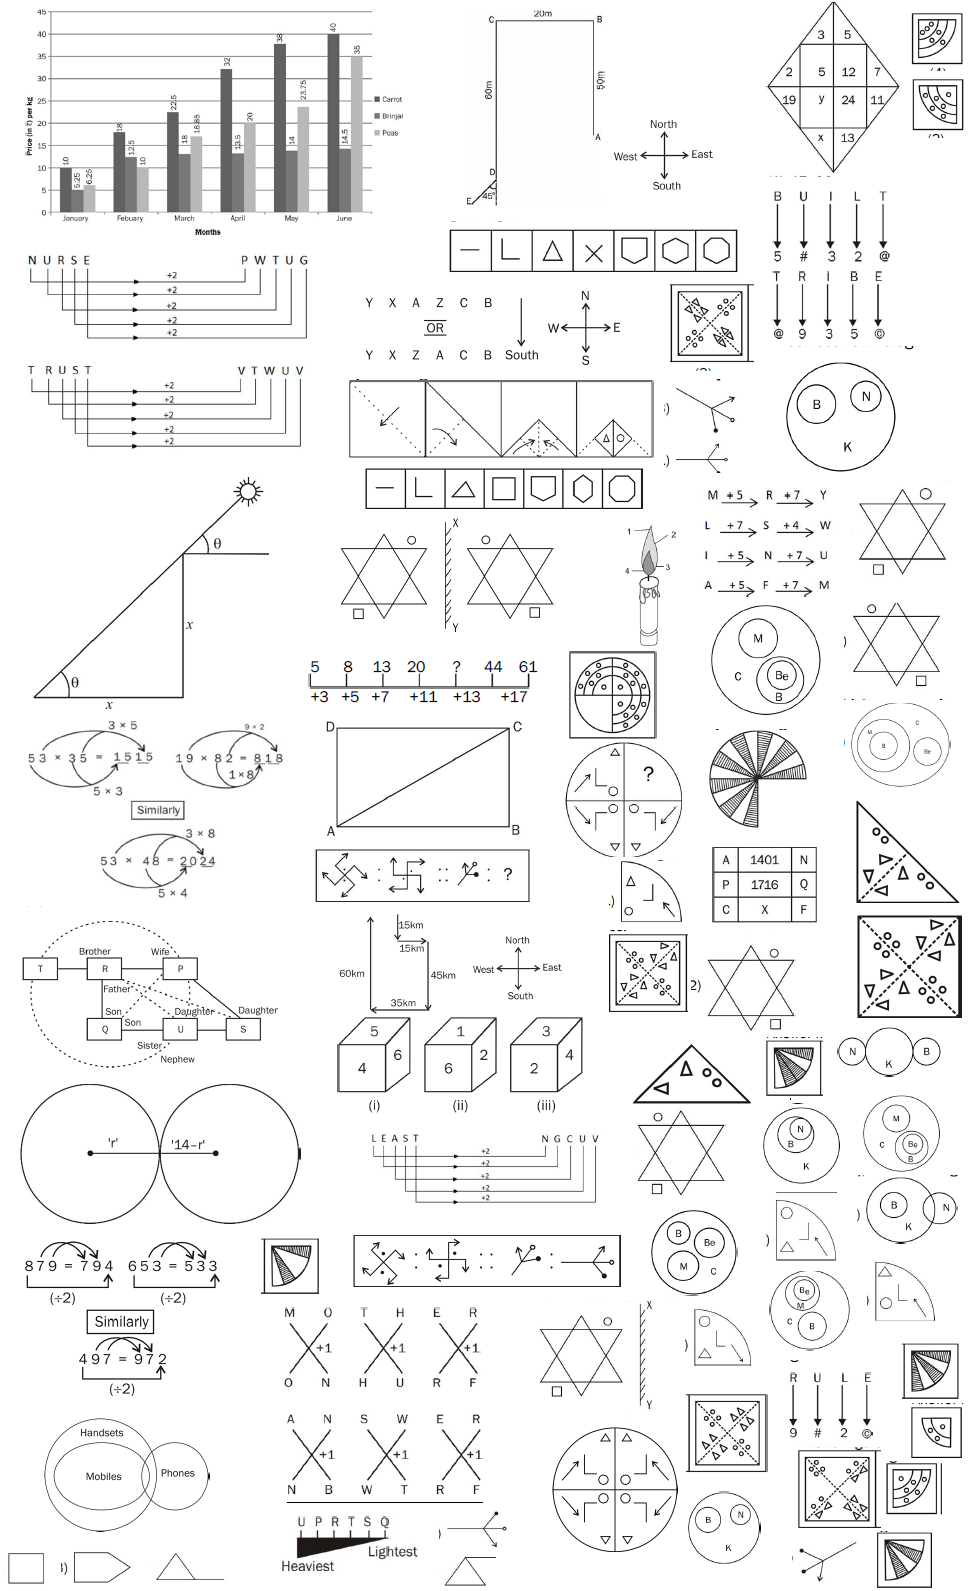 45
40
35
30
25
20
15
10
5
0
Price (in ₹) per kg
10
5.25
6.25
18
12.5
10
22.5
18
16.85
32
13.5
20
38
14
23.75
40
14.5
35
January
Febuary
March
April
May
June
Months
Carrot
Brinjal
Peas
20m
C
B
60m
50m
A
D
45°
E
North
West
East
South
3 5
2 5 12 7
19 y 24 11
x 13
B U I L T
5 # 3 2 @
T R I B E
@ 9 3 5 ©
N U R S E
P W T U G
+2
+2
+2
+2
+2
T R U S T
V T W U V
+2
+2
+2
+2
+2
Y X A Z C B
OR
Y X Z A C B
South
N
W E
S
B
N
K
θ
θ
x
x
X
Y
1
2
3
4
M +5 R +7 Y
L +7 S +4 W
I +5 N +7 U
A +5 F +7 M
5 8 13 20 ? 44 61
+3 +5 +7 +11 +13 +17
M
C
Be
B
C
M
B
Be
3 × 5
53 × 35 = 1515
5 × 3
9 × 2
19 × 82 = 818
1×8
Similarly
3 × 8
53 × 48 = 2024
5 × 4
D
C
A
B
?
: :: : ?
A 1401 N
P 1716 Q
C X F
Brother
Wife
T
R
P
Father
Son
Son
Daughter
Daughter
Q
U
S
Sister
Nephew
15km
15km
60km
45km
35km
North
West
East
South
2)
5
4
6
(i)
1
6
2
(ii)
3
2
4
(iii)
N
K
B
N
B
K
M
C
Be
B
'r'
'14–r'
L E A S T
N G C U V
+2
+2
+2
+2
+2
B
K
N
B
Be
M
C
Be
M
C
B
879 = 794
(÷2)
653 = 533
(÷2)
Similarly
497 = 972
(÷2)
: :: :
M O T H E R
+1 +1 +1
O N H U R F
A N S W E R
+1 +1 +1
N B W T R F
X
Y
R U L E
9 # 2 ©
Handsets
Mobiles
Phones
U P R T S Q
Heaviest
Lightest
B
N
K